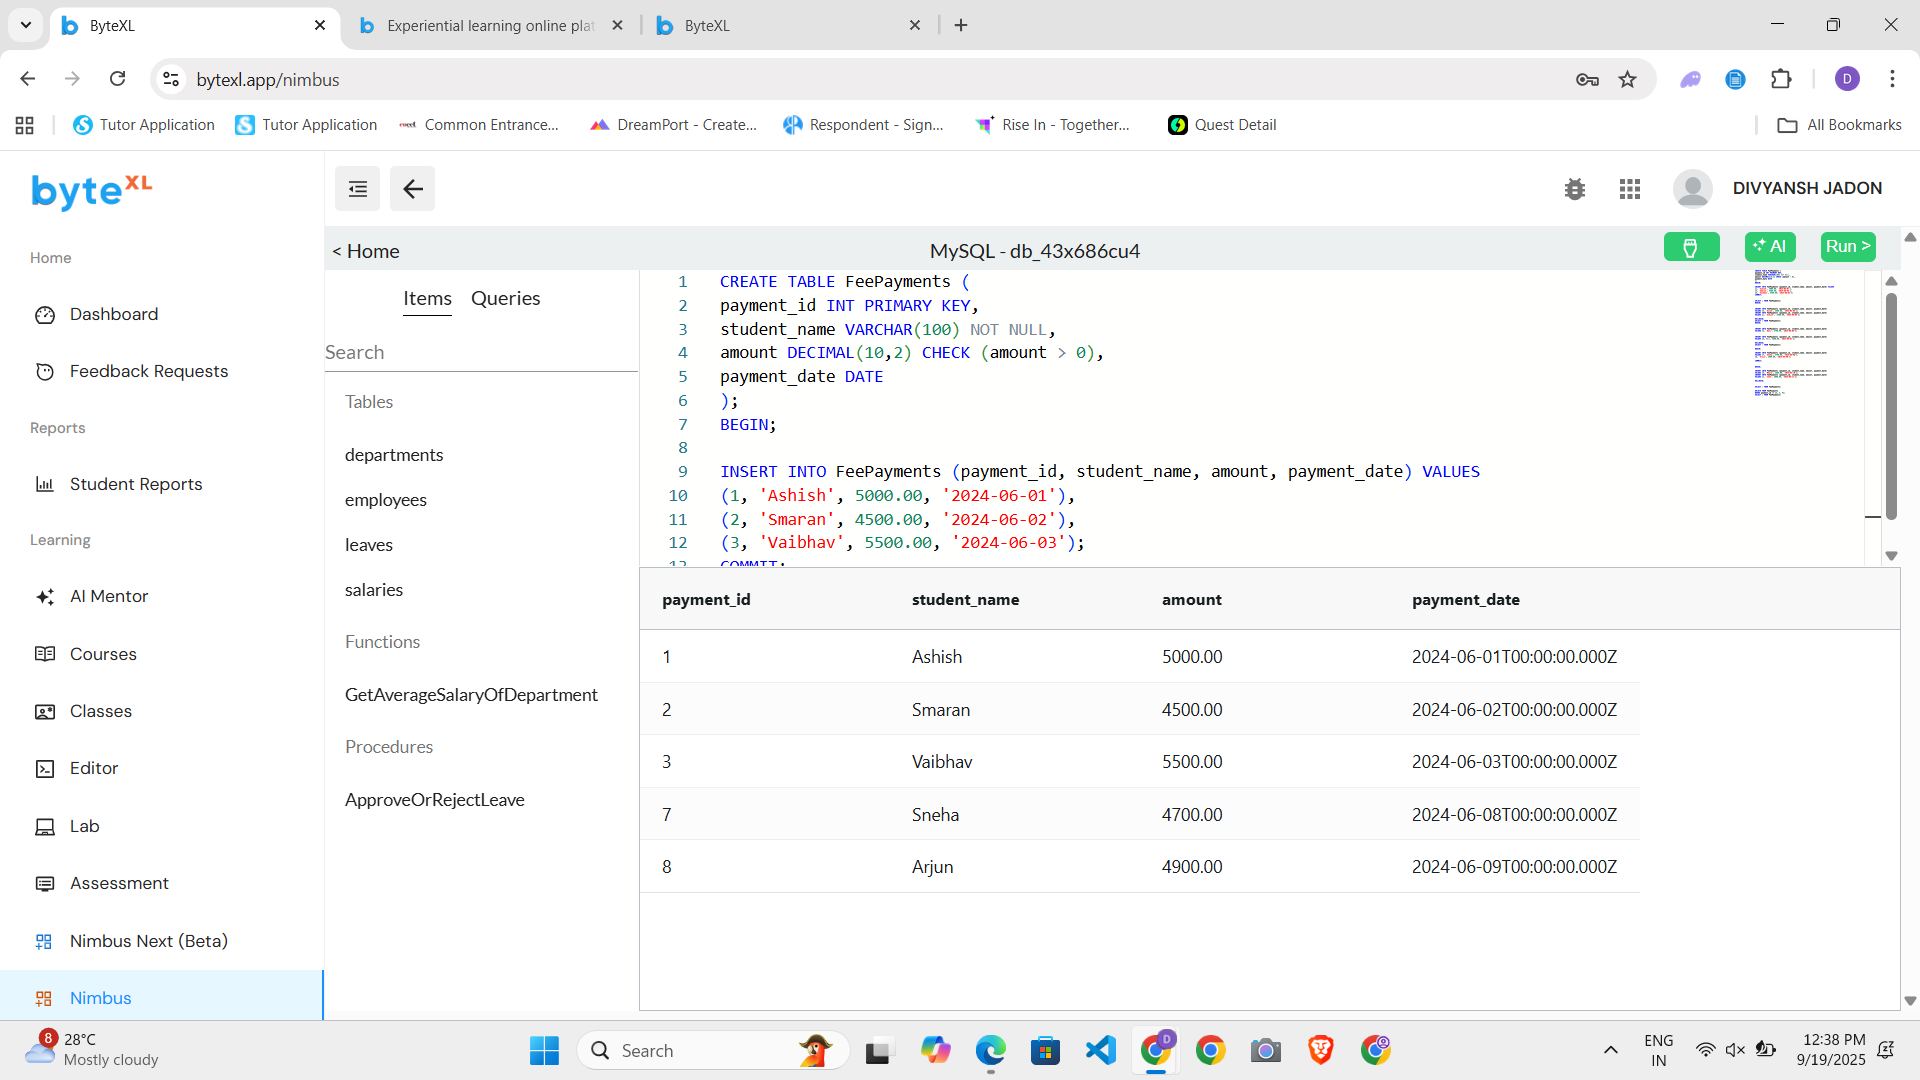 ByteXL
Experiential learning online plat
ByteXL
bytexl.app/nimbus
D
Tutor Application
Tutor Application
Common Entrance...
DreamPort - Create...
Respondent - Sign...
Rise In - Together...
Quest Detail
All Bookmarks
byteXL
DIVYANSH JADON
Home
Dashboard
Feedback Requests
Reports
Student Reports
Learning
AI Mentor
Courses
Classes
Editor
Lab
Assessment
Nimbus Next (Beta)
Nimbus
< Home
MySQL - db_43x686cu4
AI
Run >
Items
Queries
Search
Tables
departments
employees
leaves
salaries
Functions
GetAverageSalaryOfDepartment
Procedures
ApproveOrRejectLeave
1 CREATE TABLE FeePayments (
2 payment_id INT PRIMARY KEY,
3 student_name VARCHAR(100) NOT NULL,
4 amount DECIMAL(10,2) CHECK (amount > 0),
5 payment_date DATE
6 );
7 BEGIN;
8
9 INSERT INTO FeePayments (payment_id, student_name, amount, payment_date) VALUES
10 (1, 'Ashish', 5000.00, '2024-06-01'),
11 (2, 'Smaran', 4500.00, '2024-06-02'),
12 (3, 'Vaibhav', 5500.00, '2024-06-03');
13 COMMIT;
payment_id student_name amount payment_date
1 Ashish 5000.00 2024-06-01T00:00:00.000Z
2 Smaran 4500.00 2024-06-02T00:00:00.000Z
3 Vaibhav 5500.00 2024-06-03T00:00:00.000Z
7 Sneha 4700.00 2024-06-08T00:00:00.000Z
8 Arjun 4900.00 2024-06-09T00:00:00.000Z
8
28°C
Mostly cloudy
Search
D
ENG
IN
12:38 PM
9/19/2025